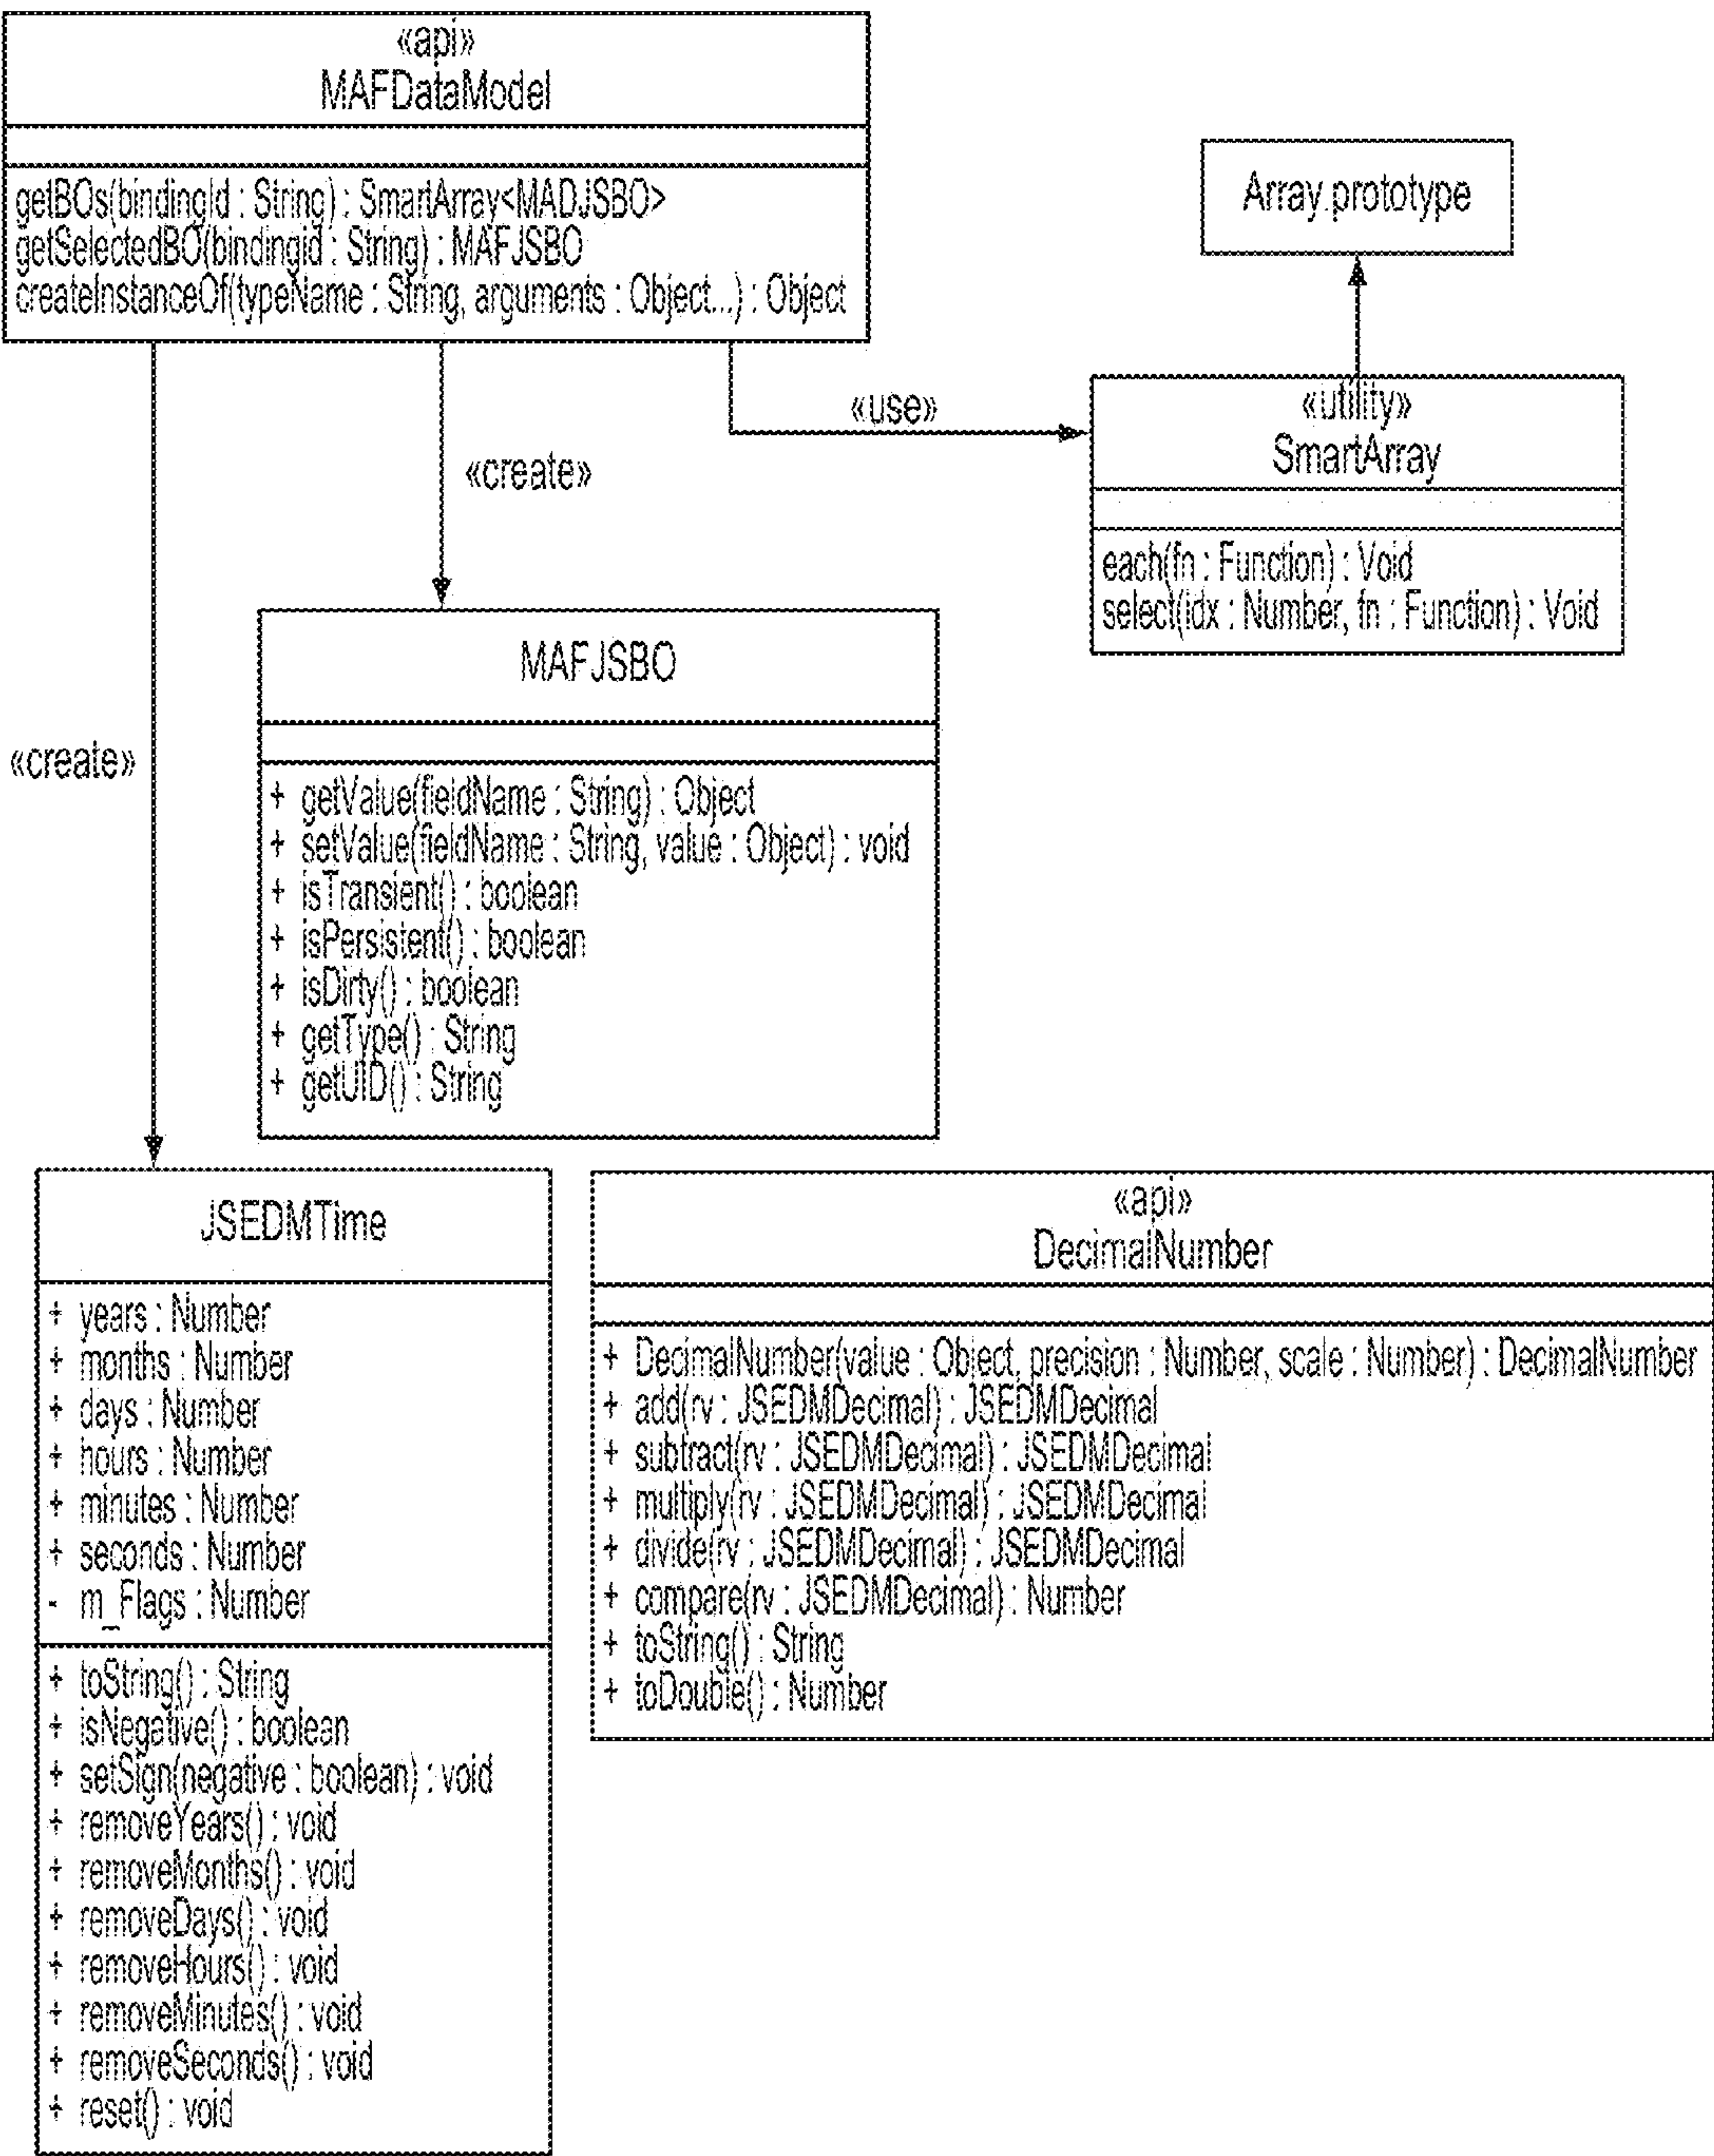 «api»
MAFDataModel
getBOs(bindingId : String) : SmartArray<MADJSBO>
getSelectedBO(bindingid : String) : MAFJSBO
createInstanceOf(typeName : String, arguments : Object...) : Object
Array.prototype
«use»
«utility»
SmartArray
each(fn : Function) : Void
select(idx : Number, fn : Function) : Void
«create»
MAFJSBO
+ getValue(fieldName : String) : Object
+ setValue(fieldName : String, value : Object) : void
+ isTransient() : boolean
+ isPersistent() : boolean
+ isDirty() : boolean
+ getType() : String
+ getUID() : String
«create»
JSEDMTime
+ years : Number
+ months : Number
+ days : Number
+ hours : Number
+ minutes : Number
+ seconds : Number
- m_Flags : Number
+ toString() : String
+ isNegative() : boolean
+ setSign(negative : boolean) : void
+ removeYears() : void
+ removeMonths() : void
+ removeDays() : void
+ removeHours() : void
+ removeMinutes() : void
+ removeSeconds() : void
+ reset() : void
«api»
DecimalNumber
+ DecimalNumber(value : Object, precision : Number, scale : Number) : DecimalNumber
+ add(rv : JSEDMDecimal) : JSEDMDecimal
+ subtract(rv : JSEDMDecimal) : JSEDMDecimal
+ multiply(rv : JSEDMDecimal) : JSEDMDecimal
+ divide(rv : JSEDMDecimal) : JSEDMDecimal
+ compare(rv : JSEDMDecimal) : Number
+ toString() : String
+ toDouble() : Number